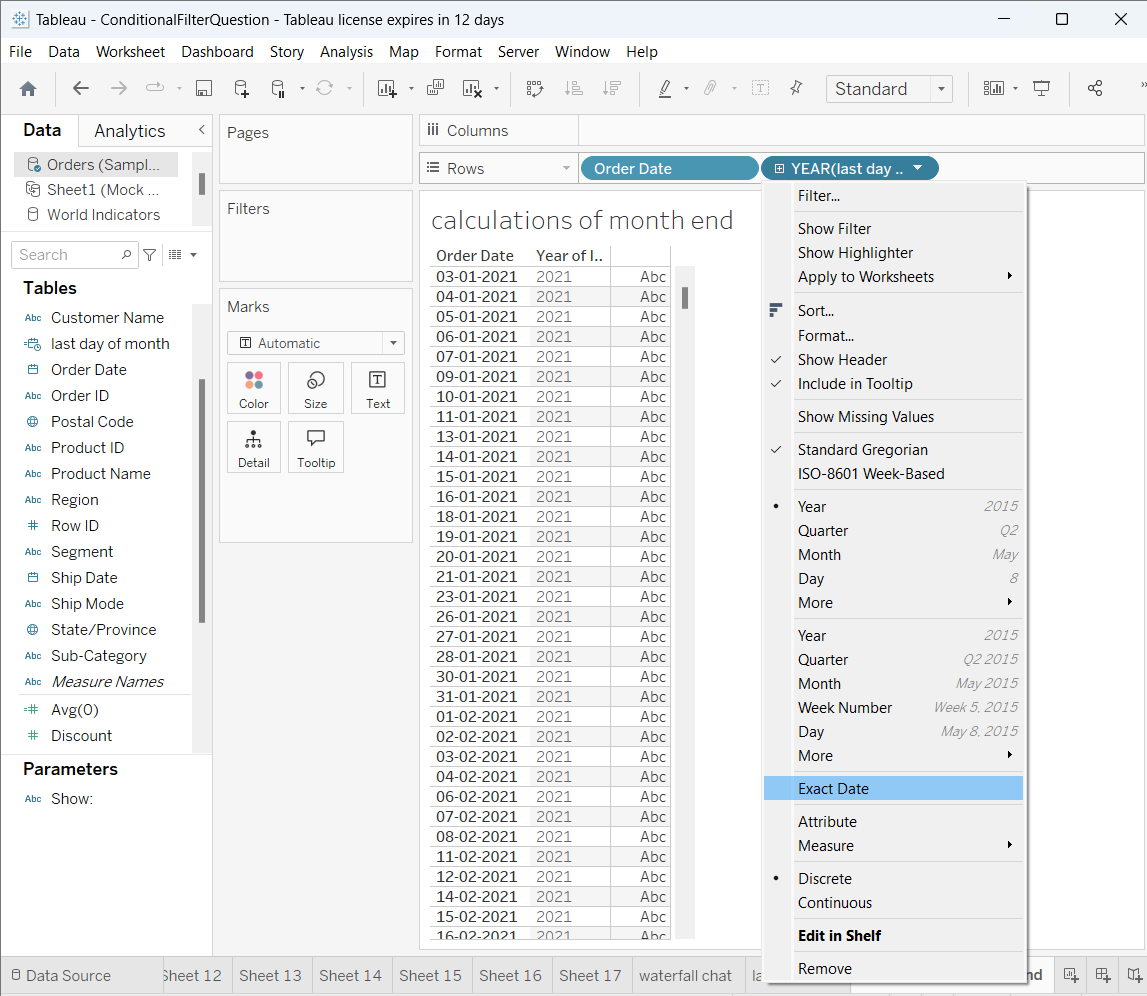 Tableau - ConditionalFilterQuestion - Tableau license expires in 12 days
File Data Worksheet Dashboard Story Analysis Map Format Server Window Help
Standard
Data Analytics
Orders (Sampl...
Sheet1 (Mock ...
World Indicators
Search
Tables
Abc Customer Name
last day of month
Order Date
Abc Order ID
Postal Code
Abc Product ID
Abc Product Name
Abc Region
# Row ID
Abc Segment
Ship Date
Abc Ship Mode
State/Province
Abc Sub-Category
Abc Measure Names
=# Avg(0)
# Discount
Parameters
Abc Show:
Pages
Filters
Marks
Automatic
Color Size Text
Detail Tooltip
Columns
Rows Order Date YEAR(last day ..
calculations of month end
Order Date Year of l..
03-01-2021 2021 Abc
04-01-2021 2021 Abc
05-01-2021 2021 Abc
06-01-2021 2021 Abc
07-01-2021 2021 Abc
09-01-2021 2021 Abc
10-01-2021 2021 Abc
11-01-2021 2021 Abc
13-01-2021 2021 Abc
14-01-2021 2021 Abc
15-01-2021 2021 Abc
16-01-2021 2021 Abc
18-01-2021 2021 Abc
19-01-2021 2021 Abc
20-01-2021 2021 Abc
21-01-2021 2021 Abc
23-01-2021 2021 Abc
26-01-2021 2021 Abc
27-01-2021 2021 Abc
28-01-2021 2021 Abc
30-01-2021 2021 Abc
31-01-2021 2021 Abc
01-02-2021 2021 Abc
02-02-2021 2021 Abc
03-02-2021 2021 Abc
04-02-2021 2021 Abc
06-02-2021 2021 Abc
07-02-2021 2021 Abc
08-02-2021 2021 Abc
11-02-2021 2021 Abc
12-02-2021 2021 Abc
14-02-2021 2021 Abc
15-02-2021 2021 Abc
16-02-2021 2021 Abc
Filter...
Show Filter
Show Highlighter
Apply to Worksheets
Sort...
Format...
Show Header
Include in Tooltip
Show Missing Values
Standard Gregorian
ISO-8601 Week-Based
Year 2015
Quarter Q2
Month May
Day 8
More
Year 2015
Quarter Q2 2015
Month May 2015
Week Number Week 5, 2015
Day May 8, 2015
More
Exact Date
Attribute
Measure
Discrete
Continuous
Edit in Shelf
Remove
Data Source Sheet 12 Sheet 13 Sheet 14 Sheet 15 Sheet 16 Sheet 17 waterfall chat la nd